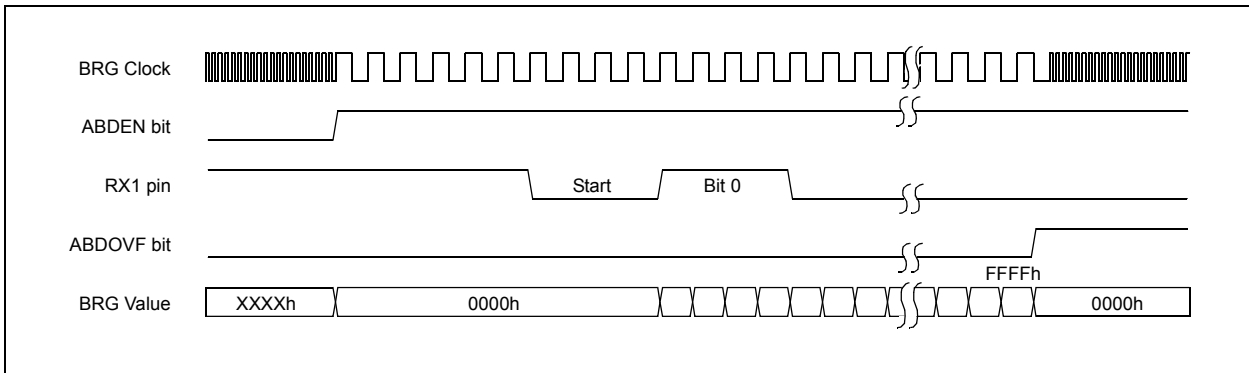 BRG Clock
ABDEN bit
RX1 pin
Start
Bit 0
ABDOVF bit
FFFFh
BRG Value
XXXXh
0000h
0000h